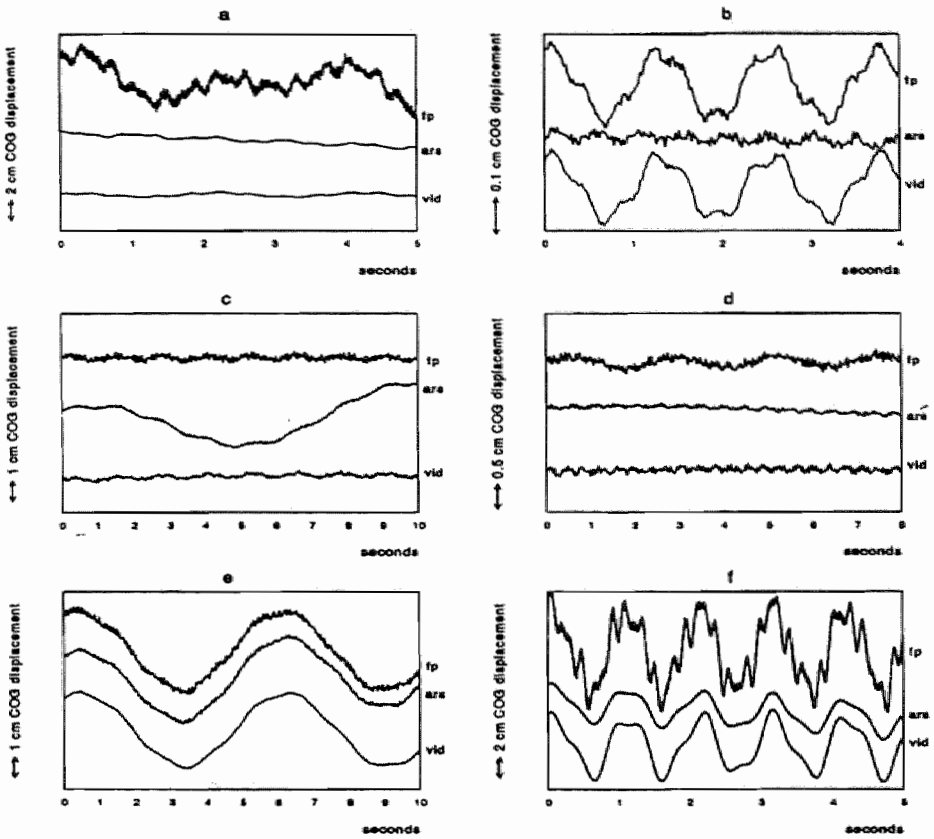 a
b
↔ 2 cm COG displacement
fp
ars
vid
0 1 2 3 4 5
seconds
⟷ 0.1 cm COG displacement
fp
ars
vid
0 1 2 3 4
seconds
c
d
↔ 1 cm COG displacement
fp
ars
vid
0 1 2 3 4 5 6 7 8 9 10
seconds
⟷ 0.5 cm COG displacement
fp
ars
vid
0 1 2 3 4 5 6 7 8
seconds
e
f
↔ 1 cm COG displacement
fp
ars
vid
0 1 2 3 4 5 6 7 8 9 10
seconds
⟷ 2 cm COG displacement
fp
ars
vid
0 1 2 3 4 5
seconds